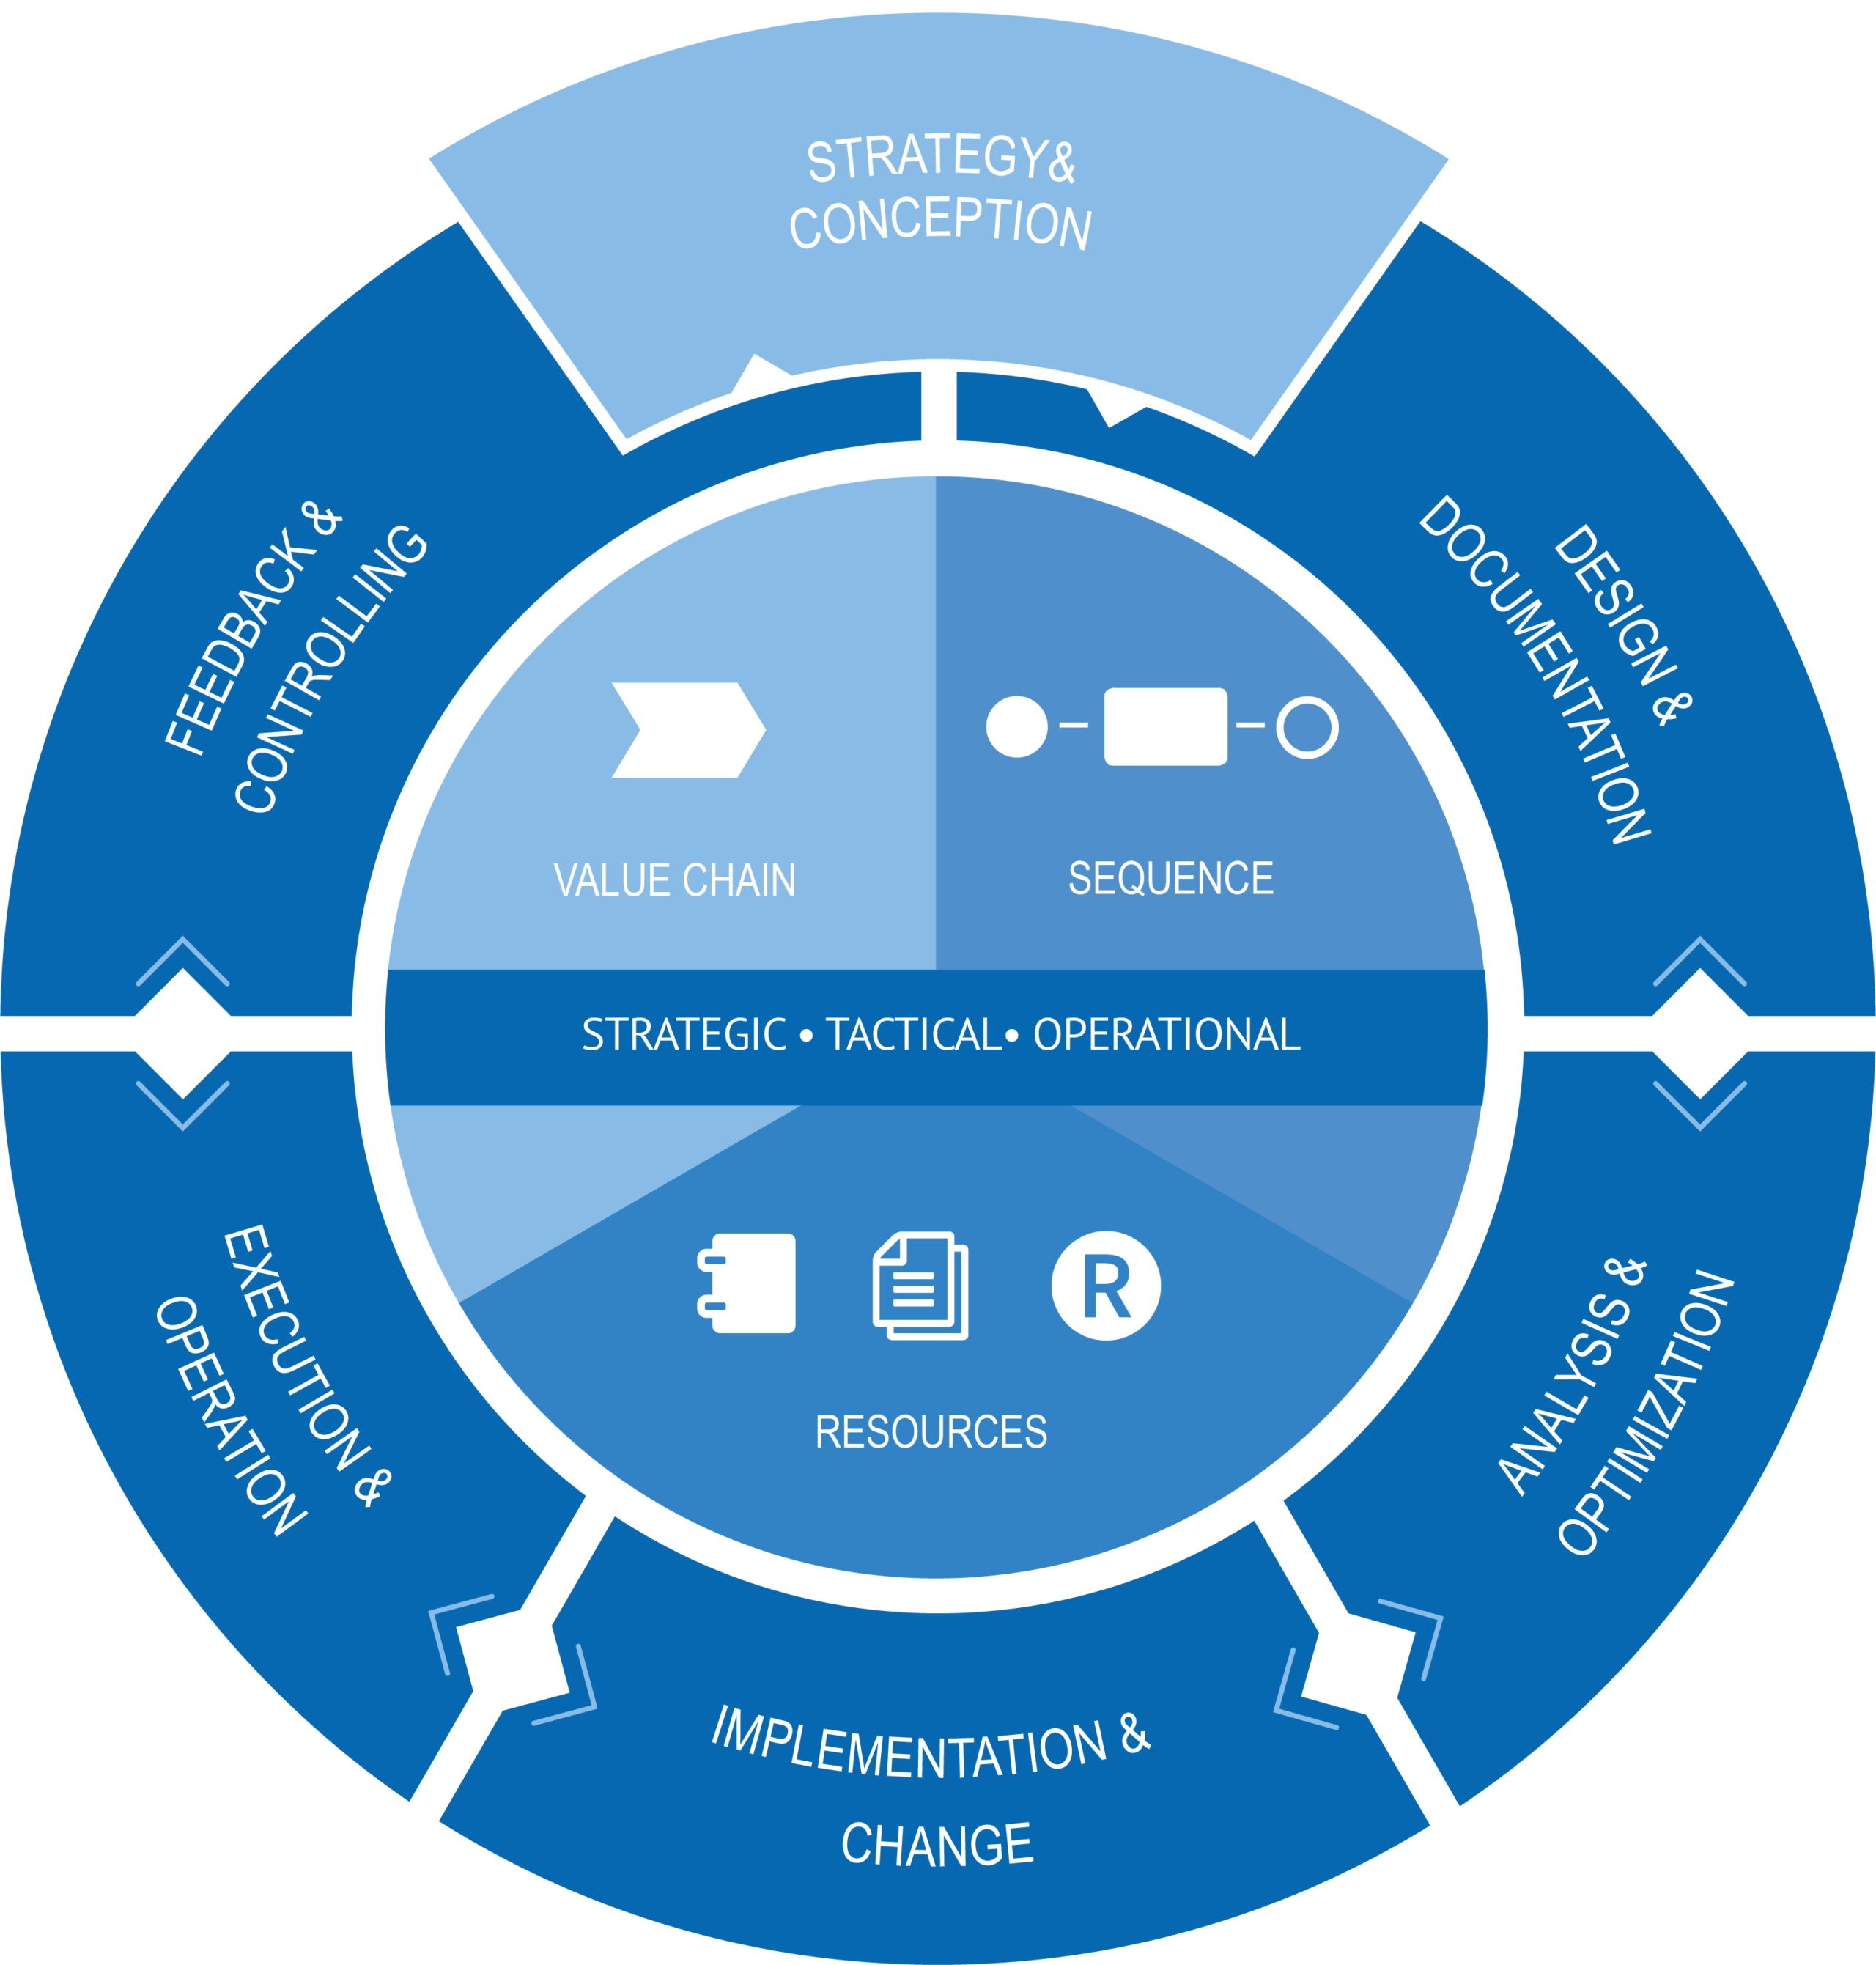 STRATEGY&
CONCEPTION
DESIGN &
DOCUMENTATION
ANALYSIS &
OPTIMIZATION
IMPLEMENTATION &
CHANGE
EXECUTION &
OPERATION
FEEDBACK &
CONTROLLING
VALUE CHAIN
SEQUENCE
STRATEGIC • TACTICAL • OPERATIONAL
R
RESOURCES